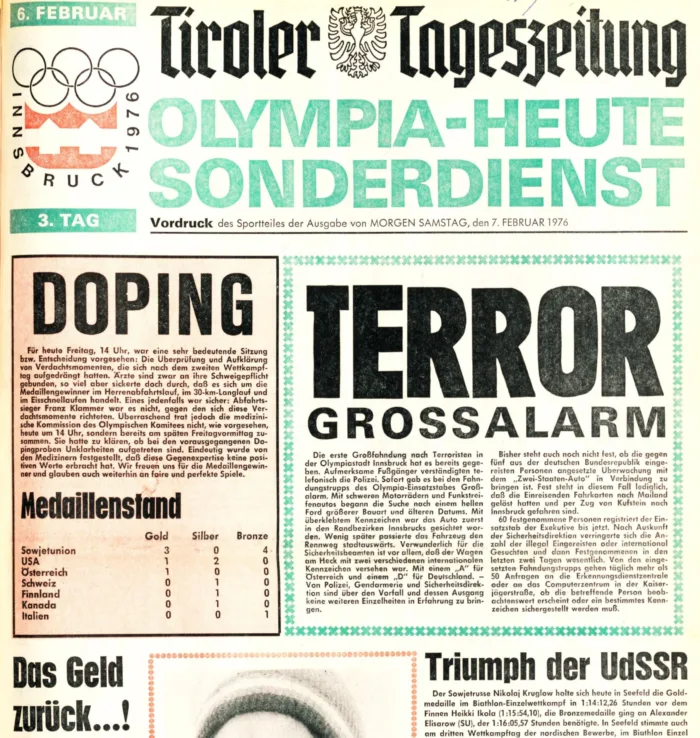 6. FEBRUAR
INNSBRUCK 1976
3. TAG
Tiroler Tageszeitung
OLYMPIA-HEUTE
SONDERDIENST
Vordruck des Sportteiles der Ausgabe von MORGEN SAMSTAG, den 7. FEBRUAR 1976
DOPING
Für heute Freitag, 14 Uhr, war eine sehr bedeutende Sitzung
bzw. Entscheidung vorgesehen: Die Überprüfung und Aufklärung
von Verdachtsmomenten, die sich nach dem zweiten Wettkampf-
tag aufgedrängt hatten. Ärzte sind zwar an ihre Schweigepflicht
gebunden, so viel aber sickerte doch durch, daß es sich um die
Medaillengewinner im Herrenabfahrtslauf, im 30-km-Langlauf und
im Eisschnellaufen handelt. Eines jedenfalls war sicher: Abfahrts-
sieger Franz Klammer war es nicht, gegen den sich diese Ver-
dachtsmomente richteten. Überraschend trat jedoch die medizini-
sche Kommission des Olympischen Komitees nicht, wie vorgesehen,
heute um 14 Uhr, sondern bereits am späten Freitagvormittag zu-
sammen. Sie hatte zu klären, ob bei den vorausgegangenen Do-
pingproben Unklarheiten aufgetreten sind. Eindeutig wurde von
den Medizinern festgestellt, daß diese Gegenexpertise keine posi-
tiven Werte erbracht hat. Wir freuen uns für die Medaillengewin-
ner und glauben auch weiterhin an faire und perfekte Spiele.
Medaillenstand
Gold Silber Bronze
Sowjetunion 3 0 4
USA 1 2 0
Österreich 1 0 1
Schweiz 0 1 0
Finnland 0 1 0
Kanada 0 1 0
Italien 0 0 1
TERROR
GROSSALARM
Die erste Großfahndung nach Terroristen in
der Olympiastadt Innsbruck hat es bereits gege-
ben. Aufmerksame Fußgänger verständigten te-
lefonisch die Polizei. Sofort gab es bei den Fahn-
dungstrupps des Olympia-Einsatzstabes Groß-
alarm. Mit schweren Motorrädern und Funkstrei-
fenautos begann die Suche nach einem hellen
Ford größerer Bauart und älteren Datums. Mit
überklebtem Kennzeichen war das Auto zuerst
in den Randbezirken Innsbrucks gesichtet wor-
den. Wenig später passierte das Fahrzeug den
Rennweg stadtauswärts. Verwunderlich für die
Sicherheitsbeamten ist vor allem, daß der Wagen
am Heck mit zwei verschiedenen internationalen
Kennzeichen versehen war. Mit einem „A“ für
Österreich und einem „D“ für Deutschland. –
Von Polizei, Gendarmerie und Sicherheitsdirek-
tion sind über den Vorfall und dessen Ausgang
keine weiteren Einzelheiten in Erfahrung zu brin-
gen.
Bisher steht auch noch nicht fest, ob die gegen
fünf aus der deutschen Bundesrepublik einge-
reisten Personen angesetzte Überwachung mit
dem „Zwei-Staaten-Auto“ in Verbindung zu
bringen ist. Fest steht in diesem Fall lediglich,
daß die Einreisenden Fahrkarten nach Mailand
gelöst hatten und per Zug von Kufstein nach
Innsbruck gefahren sind.
60 festgenommene Personen registriert der Ein-
satzstab der Exekutive bis jetzt. Nach Auskunft
der Sicherheitsdirektion verringerte sich die An-
zahl der illegal Eingereisten oder international
Gesuchten und dann Festgenommenen in den
letzten zwei Tagen wesentlich. Von den einge-
setzten Fahndungstrupps gehen täglich mehr als
50 Anfragen an die Erkennungsdienstzentrale
oder an das Computerzentrum in der Kaiser-
jägerstraße, ob die betreffende Person beob-
achtenswert erscheint oder ein bestimmtes Kenn-
zeichen sichergestellt werden muß.
Das Geld
zurück...!
Triumph der UdSSR
Der Sowjetrusse Nikolaj Kruglow holte sich heute in Seefeld die Gold-
medaille im Biathlon-Einzelwettkampf in 1:14:12,26 Stunden vor dem
Finnen Heikki Ikola (1:15:54,10), die Bronzemedaille ging an Alexander
Elisarow (SU), der 1:16:05,57 Stunden benötigte. In Seefeld stimmte auch
am dritten Wettkampftag der nordischen Bewerbe, im Biathlon Einzel